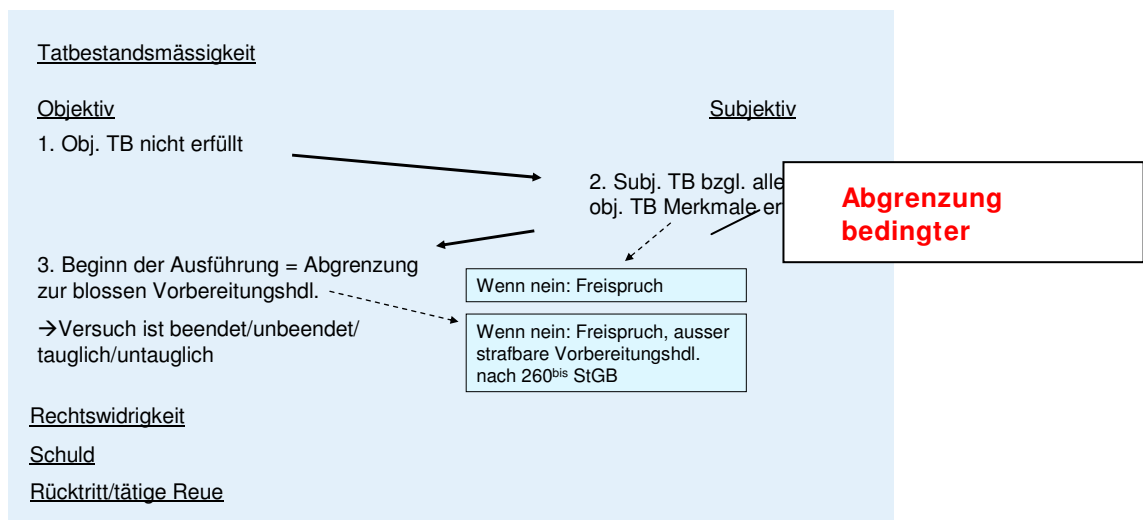 Tatbestandsmässigkeit
Objektiv
Subjektiv
1. Obj. TB nicht erfüllt
2. Subj. TB bzgl. alle
obj. TB Merkmale er
Abgrenzung
bedingter
3. Beginn der Ausführung = Abgrenzung
zur blossen Vorbereitungshdl.
→Versuch ist beendet/unbeendet/
tauglich/untauglich
Wenn nein: Freispruch
Wenn nein: Freispruch, ausser
strafbare Vorbereitungshdl.
nach 260bis StGB
Rechtswidrigkeit
Schuld
Rücktritt/tätige Reue